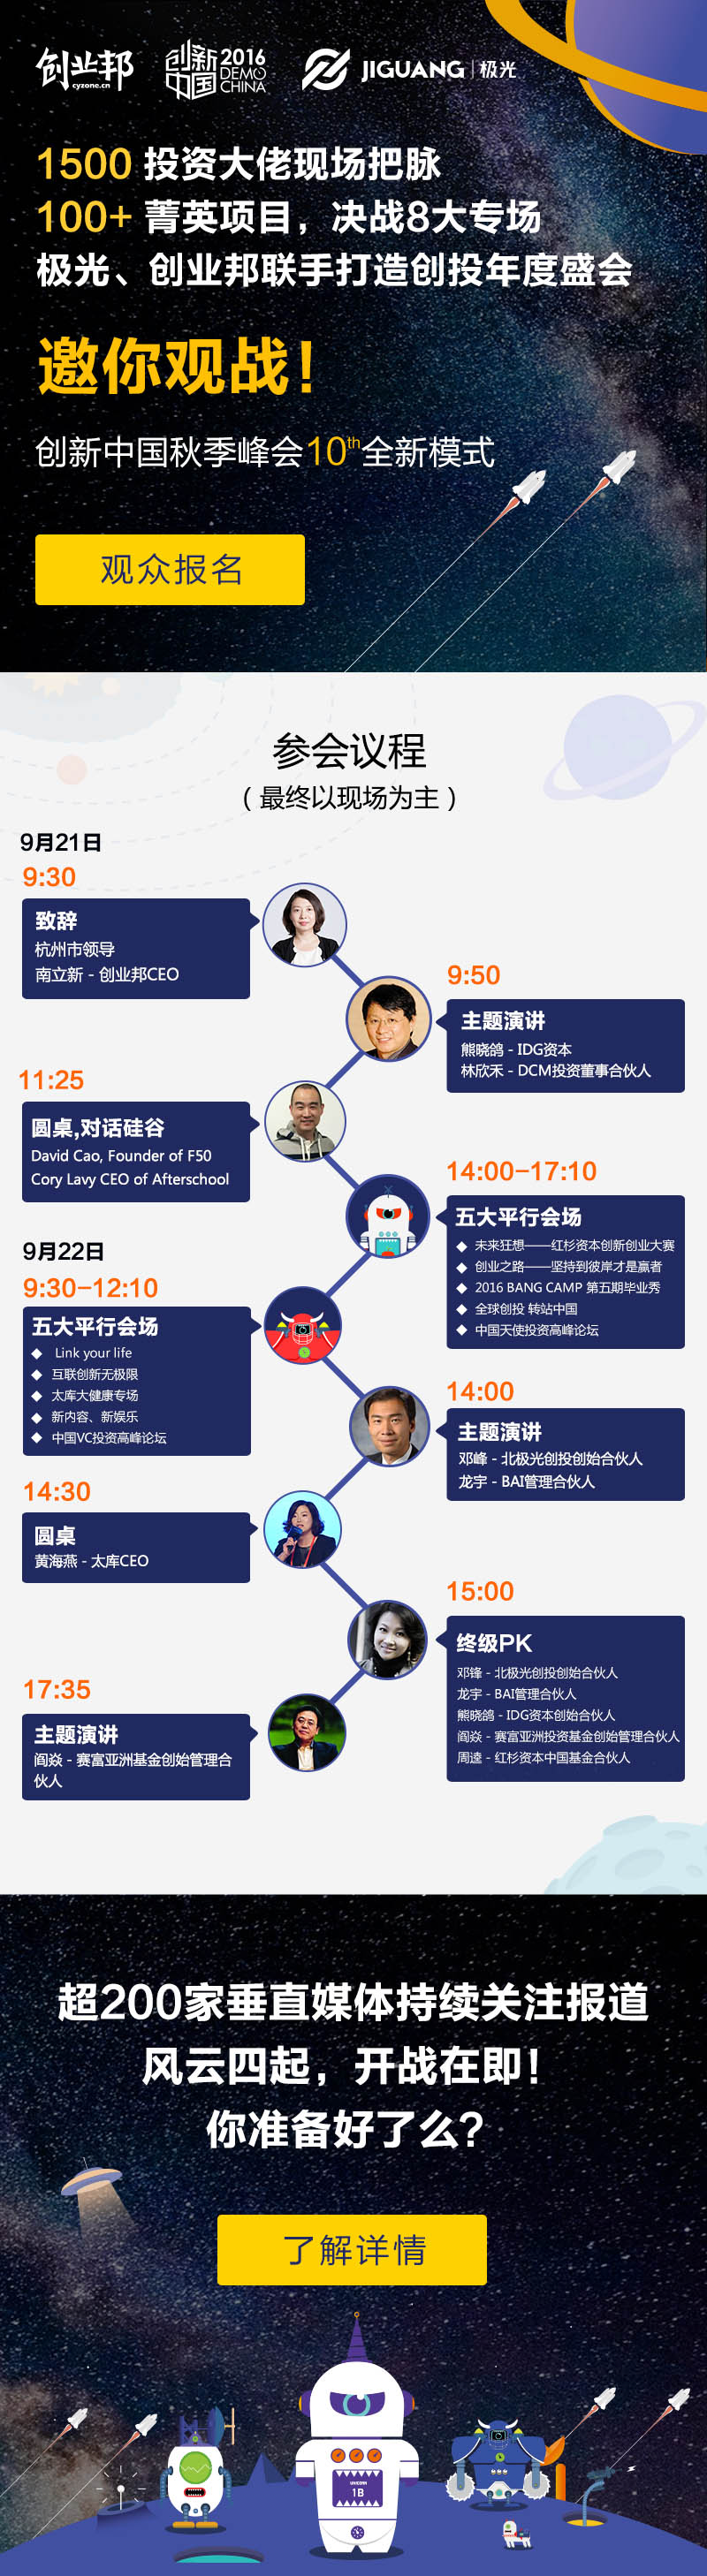 创业邦
cyzone.cn
创新中国
2016
DEMO
CHINA
JIGUANG | 极光
1500 投资大佬现场把脉
100+ 菁英项目，决战8大专场
极光、创业邦联手打造创投年度盛会
邀你观战！
创新中国秋季峰会10th全新模式
观众报名
参会议程
（最终以现场为主）
9月21日
9:30
致辞
杭州市领导
南立新 - 创业邦CEO
9:50
主题演讲
熊晓鸽 - IDG资本
林欣禾 - DCM投资董事合伙人
11:25
圆桌,对话硅谷
David Cao, Founder of F50
Cory Lavy CEO of Afterschool
14:00-17:10
五大平行会场
◆ 未来狂想——红杉资本创新创业大赛
◆ 创业之路——坚持到彼岸才是赢者
◆ 2016 BANG CAMP 第五期毕业秀
◆ 全球创投 转站中国
◆ 中国天使投资高峰论坛
9月22日
9:30-12:10
五大平行会场
◆ Link your life
◆ 互联创新无极限
◆ 太库大健康专场
◆ 新内容、新娱乐
◆ 中国VC投资高峰论坛
14:00
主题演讲
邓峰 - 北极光创投创始合伙人
龙宇 - BAI管理合伙人
14:30
圆桌
黄海燕 - 太库CEO
15:00
终级PK
邓锋 - 北极光创投创始合伙人
龙宇 - BAI管理合伙人
熊晓鸽 - IDG资本创始合伙人
阎焱 - 赛富亚洲投资基金创始管理合伙人
周逵 - 红杉资本中国基金合伙人
17:35
主题演讲
阎焱 - 赛富亚洲基金创始管理合
伙人
超200家垂直媒体持续关注报道
风云四起，开战在即！
你准备好了么？
了解详情
UNICORN
1B